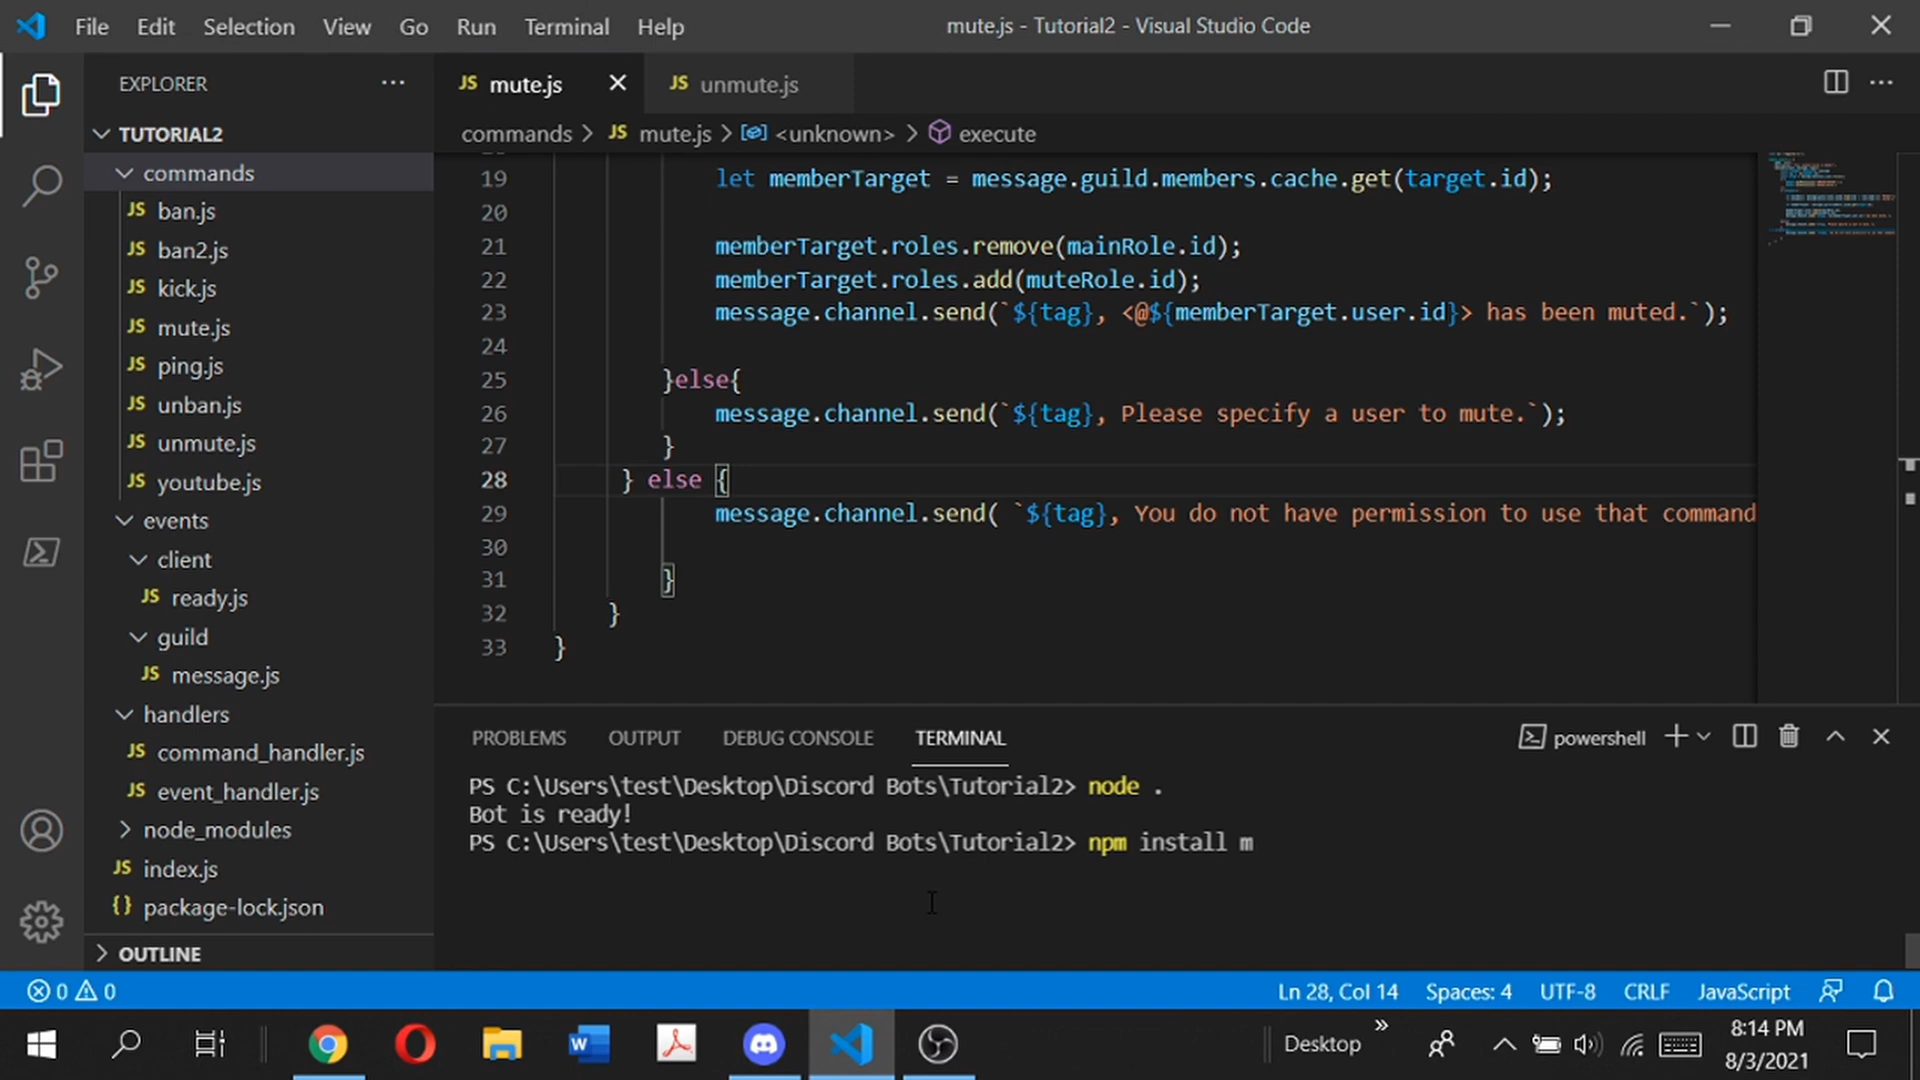 File Edit Selection View Go Run Terminal Help
mute.js - Tutorial2 - Visual Studio Code
EXPLORER
JS mute.js
JS unmute.js
TUTORIAL2
commands > JS mute.js > <unknown> > execute
commands
JS ban.js
JS ban2.js
JS kick.js
JS mute.js
JS ping.js
JS unban.js
JS unmute.js
JS youtube.js
events
client
JS ready.js
guild
JS message.js
handlers
JS command_handler.js
JS event_handler.js
node_modules
JS index.js
{} package-lock.json
OUTLINE
19 let memberTarget = message.guild.members.cache.get(target.id);
20
21 memberTarget.roles.remove(mainRole.id);
22 memberTarget.roles.add(muteRole.id);
23 message.channel.send(`${tag}, <@${memberTarget.user.id}> has been muted.`);
24
25 }else{
26 message.channel.send(`${tag}, Please specify a user to mute.`);
27 }
28 } else {
29 message.channel.send( `${tag}, You do not have permission to use that command
30
31 }
32 }
33 }
PROBLEMS OUTPUT DEBUG CONSOLE TERMINAL
powershell
PS C:\Users\test\Desktop\Discord Bots\Tutorial2> node .
Bot is ready!
PS C:\Users\test\Desktop\Discord Bots\Tutorial2> npm install m
0 0
Ln 28, Col 14 Spaces: 4 UTF-8 CRLF JavaScript
Desktop
8:14 PM
8/3/2021